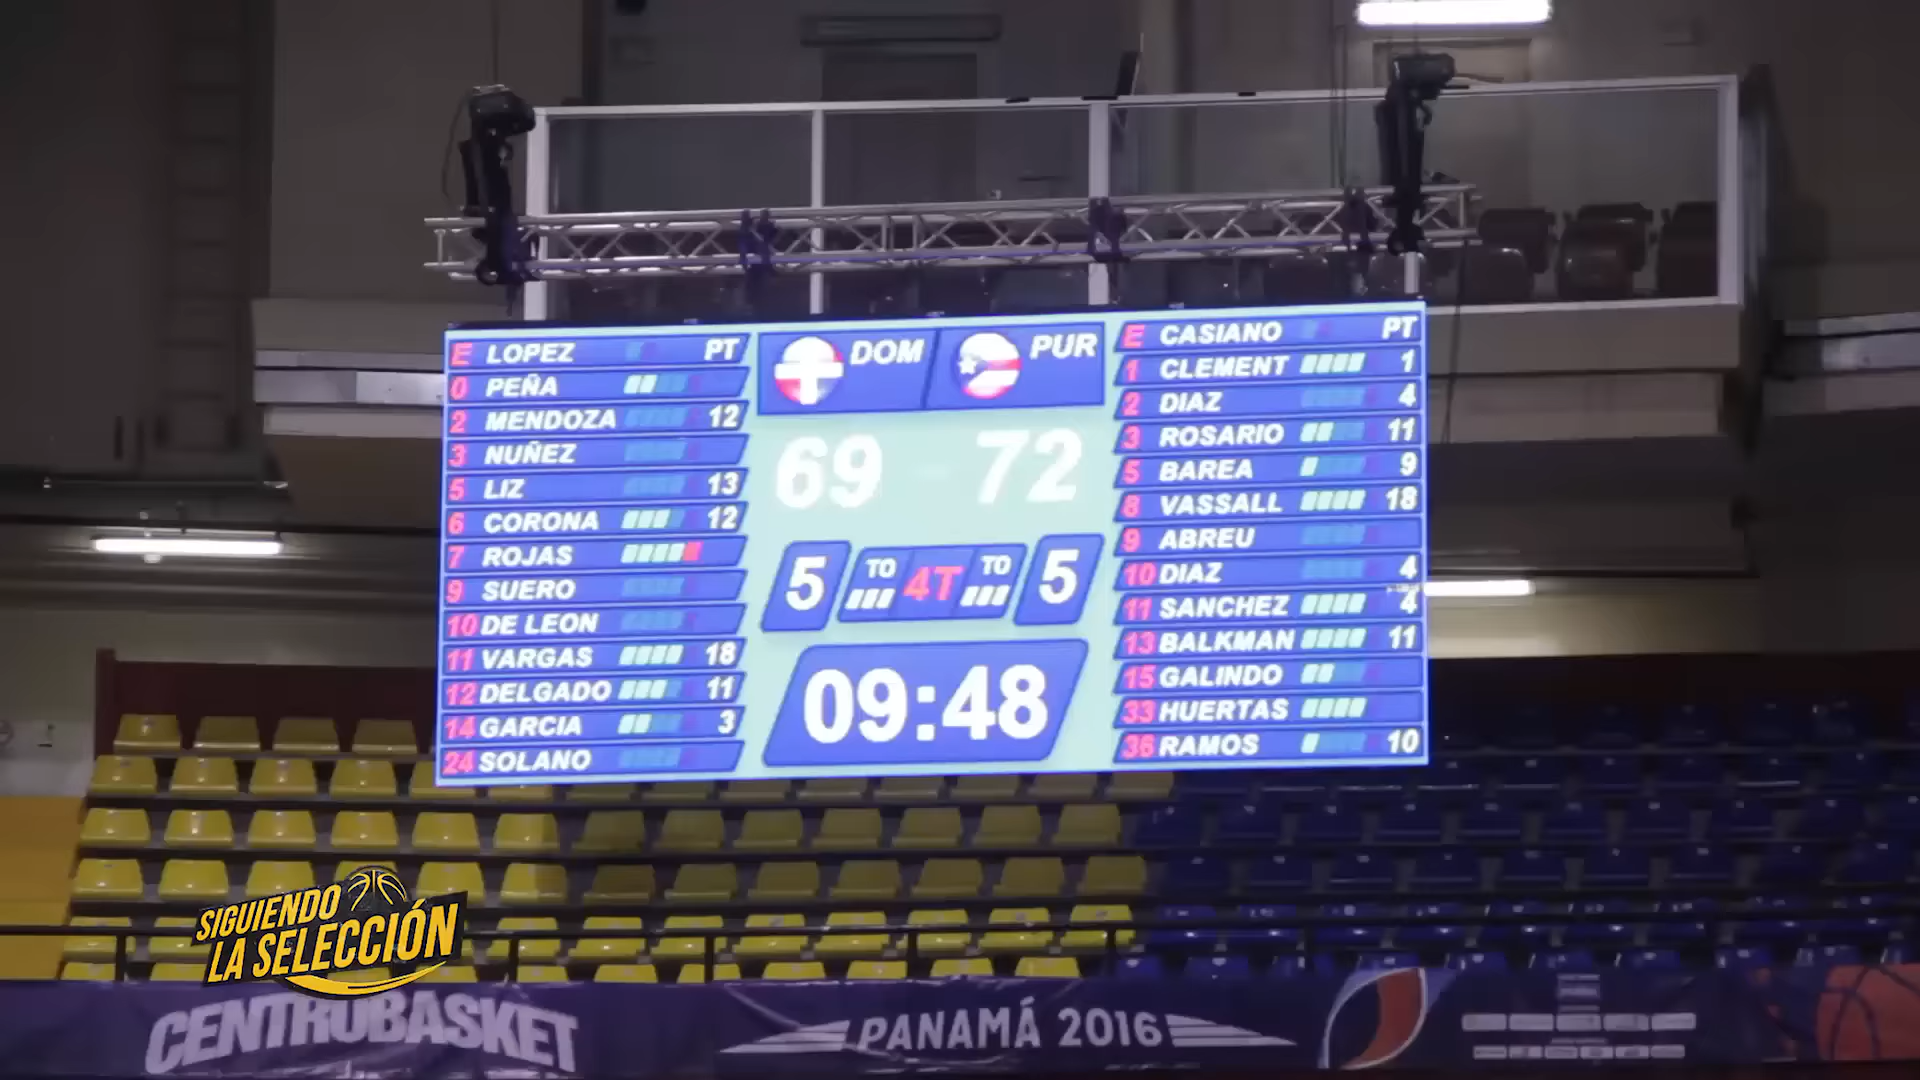 E LOPEZ PT
0 PEÑA
2 MENDOZA 12
3 NUÑEZ
5 LIZ 13
6 CORONA 12
7 ROJAS
9 SUERO
10 DE LEON
11 VARGAS 18
12 DELGADO 11
14 GARCIA 3
24 SOLANO
DOM PUR
69 - 72
5 TO 4T TO 5
09:48
E CASIANO PT
1 CLEMENT 1
2 DIAZ 4
3 ROSARIO 11
5 BAREA 9
8 VASSALL 18
9 ABREU
10 DIAZ 4
11 SANCHEZ 4
13 BALKMAN 11
15 GALINDO
33 HUERTAS
36 RAMOS 10
SIGUIENDO
LA SELECCIÓN
CENTROBASKET
PANAMÁ 2016